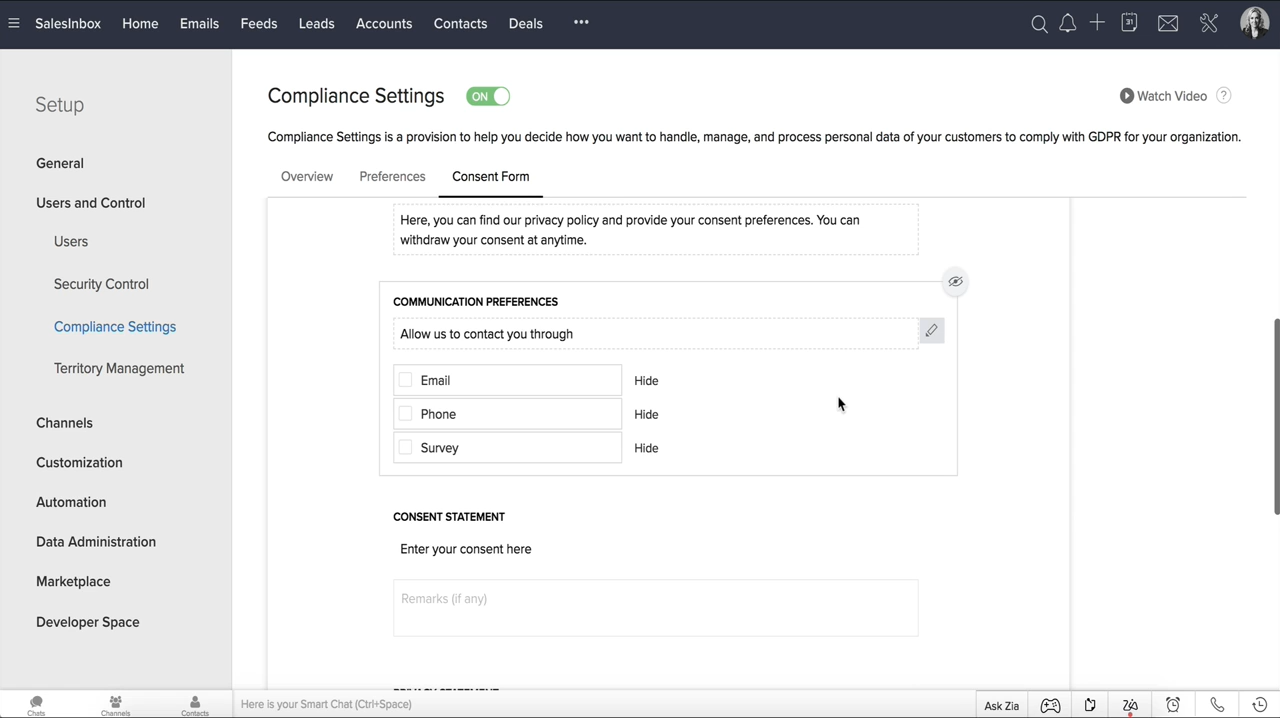 SalesInbox Home Emails Feeds Leads Accounts Contacts Deals •••
31
Setup
General
Users and Control
Users
Security Control
Compliance Settings
Territory Management
Channels
Customization
Automation
Data Administration
Marketplace
Developer Space
Compliance Settings ON
Watch Video ?
Compliance Settings is a provision to help you decide how you want to handle, manage, and process personal data of your customers to comply with GDPR for your organization.
Overview Preferences Consent Form
Here, you can find our privacy policy and provide your consent preferences. You can
withdraw your consent at anytime.
COMMUNICATION PREFERENCES
Allow us to contact you through
Email Hide
Phone Hide
Survey Hide
CONSENT STATEMENT
Enter your consent here
Remarks (if any)
PRIVACY STATEMENT
Chats Channels Contacts
Here is your Smart Chat (Ctrl+Space)
Ask Zia